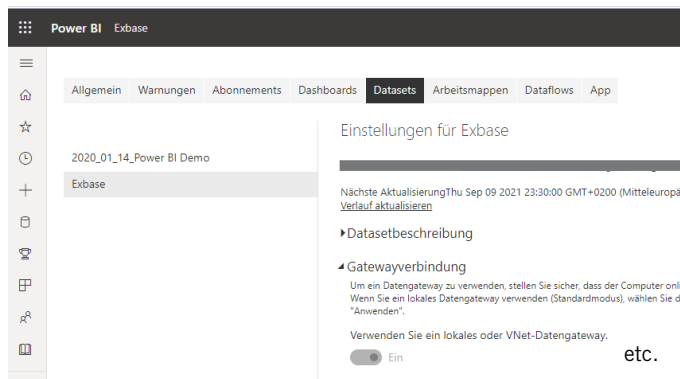 Power BI Exbase
Allgemein Warnungen Abonnements Dashboards Datasets Arbeitsmappen Dataflows App
Einstellungen für Exbase
2020_01_14_Power BI Demo
Exbase
Nächste AktualisierungThu Sep 09 2021 23:30:00 GMT+0200 (Mitteleuropä
Verlauf aktualisieren
Datasetbeschreibung
Gatewayverbindung
Um ein Datengateway zu verwenden, stellen Sie sicher, dass der Computer onli
Wenn Sie ein lokales Datengateway verwenden (Standardmodus), wählen Sie d
"Anwenden".
Verwenden Sie ein lokales oder VNet-Datengateway.
Ein
etc.